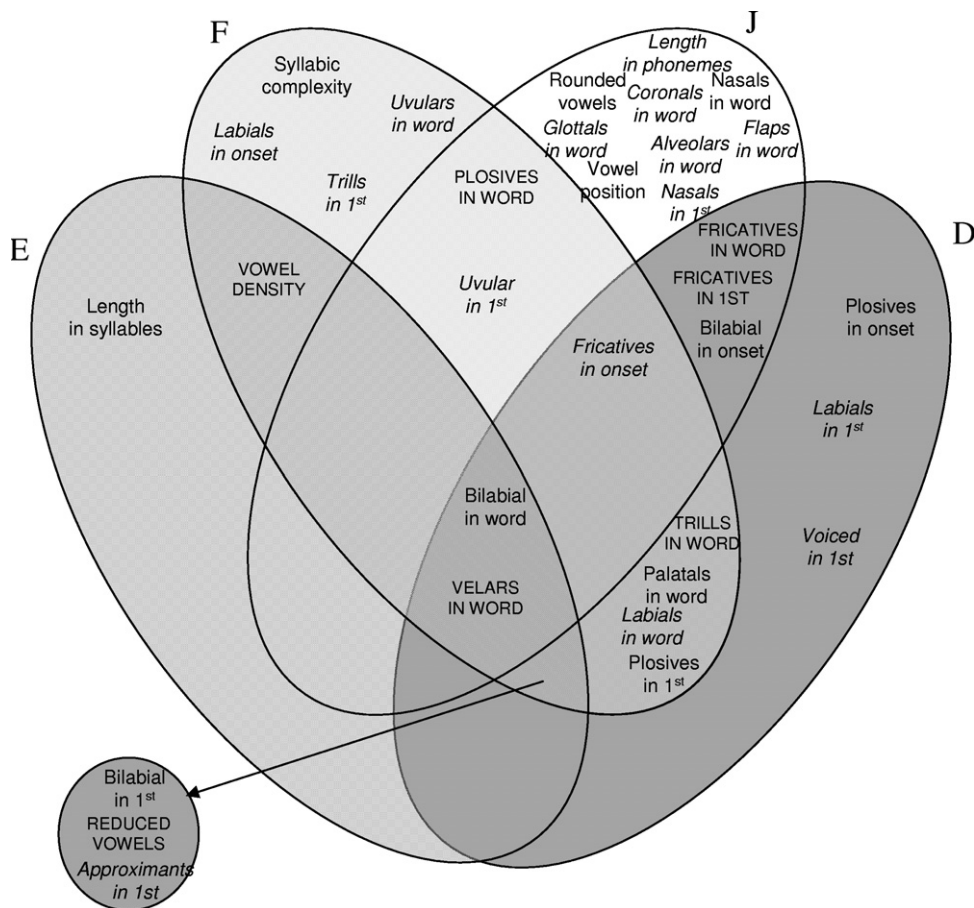 F
J
E
D
Syllabic
complexity
Uvulars
in word
Labials
in onset
Trills
in 1st
Length
in phonemes
Rounded
vowels
Coronals
in word
Nasals
in word
Glottals
in word
Alveolars
in word
Flaps
in word
Vowel
position
Nasals
in 1st
PLOSIVES
IN WORD
FRICATIVES
IN WORD
VOWEL
DENSITY
Uvular
in 1st
FRICATIVES
IN 1ST
Length
in syllables
Bilabial
in onset
Plosives
in onset
Fricatives
in onset
Labials
in 1st
Bilabial
in word
TRILLS
IN WORD
Voiced
in 1st
VELARS
IN WORD
Palatals
in word
Labials
in word
Plosives
in 1st
Bilabial
in 1st
REDUCED
VOWELS
Approximants
in 1st